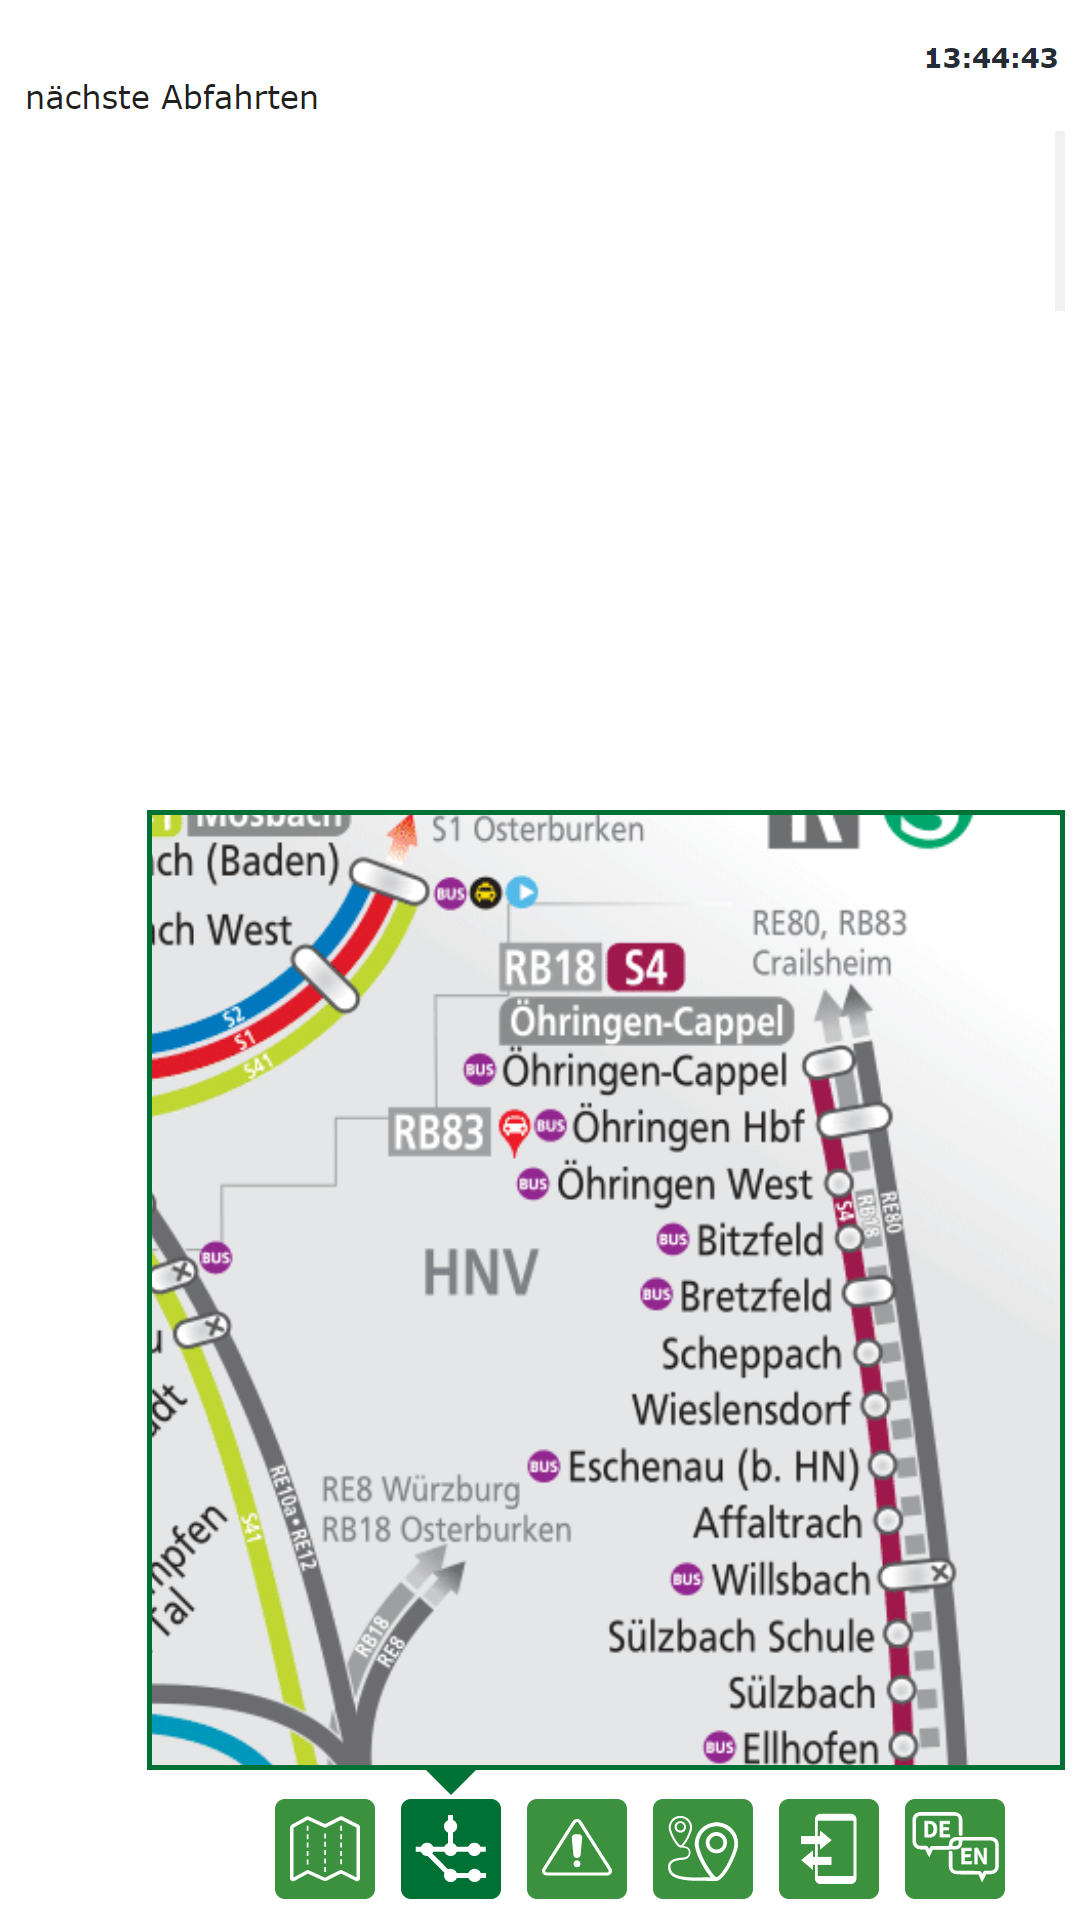 13:44:43
nächste Abfahrten
Mosbach
S1 Osterburken
ch (Baden)
BUS
ch West
RE80, RB83
Crailsheim
RB18 S4
Öhringen-Cappel
S2
S1
S41
BUS Öhringen-Cappel
RB83 BUS Öhringen Hbf
BUS Öhringen West
S4 RB18 RE80
BUS Bitzfeld
BUS
HNV
BUS Bretzfeld
Scheppach
Wieslensdorf
BUS Eschenau (b. HN)
RE8 Würzburg
RB18 Osterburken
S41
RE10a • RE12
Affaltrach
BUS Willsbach
mpfen
Tal
RB18
RE8
Sülzbach Schule
Sülzbach
BUS Ellhofen
DE
EN